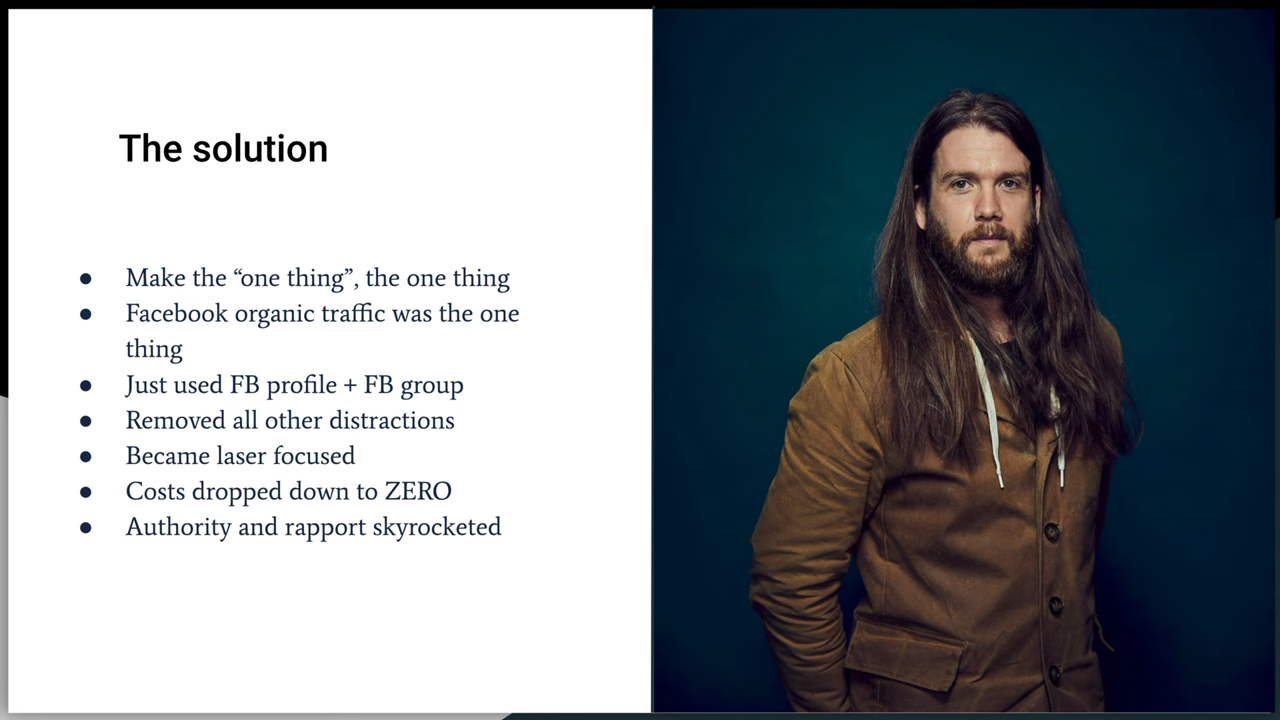 The solution
● Make the “one thing”, the one thing
● Facebook organic traffic was the one
thing
● Just used FB profile + FB group
● Removed all other distractions
● Became laser focused
● Costs dropped down to ZERO
● Authority and rapport skyrocketed